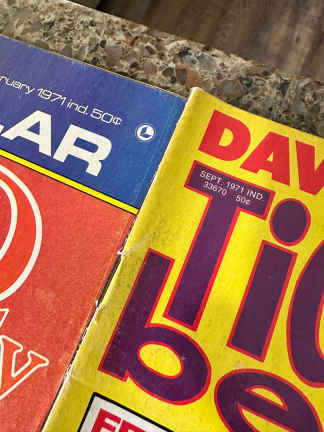 ruary 1971 ind. 50¢
LAR
L
y
DAV
SEPT. 1971 IND.
33670 50¢
Tig
be